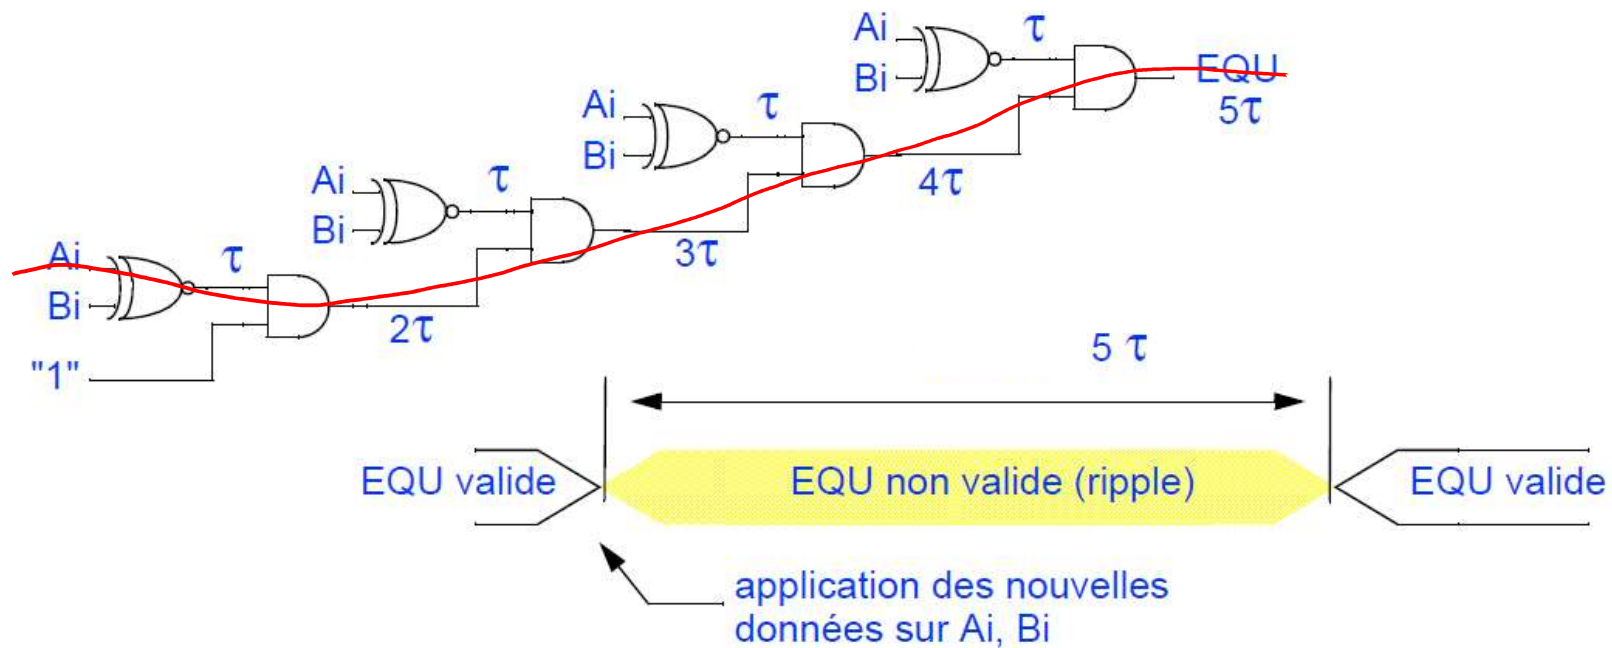 Ai
τ
Bi
EQU
5τ
Ai
τ
Bi
4τ
Ai
τ
Bi
3τ
Ai
τ
Bi
2τ
"1"
5 τ
EQU valide
EQU non valide (ripple)
EQU valide
application des nouvelles
données sur Ai, Bi